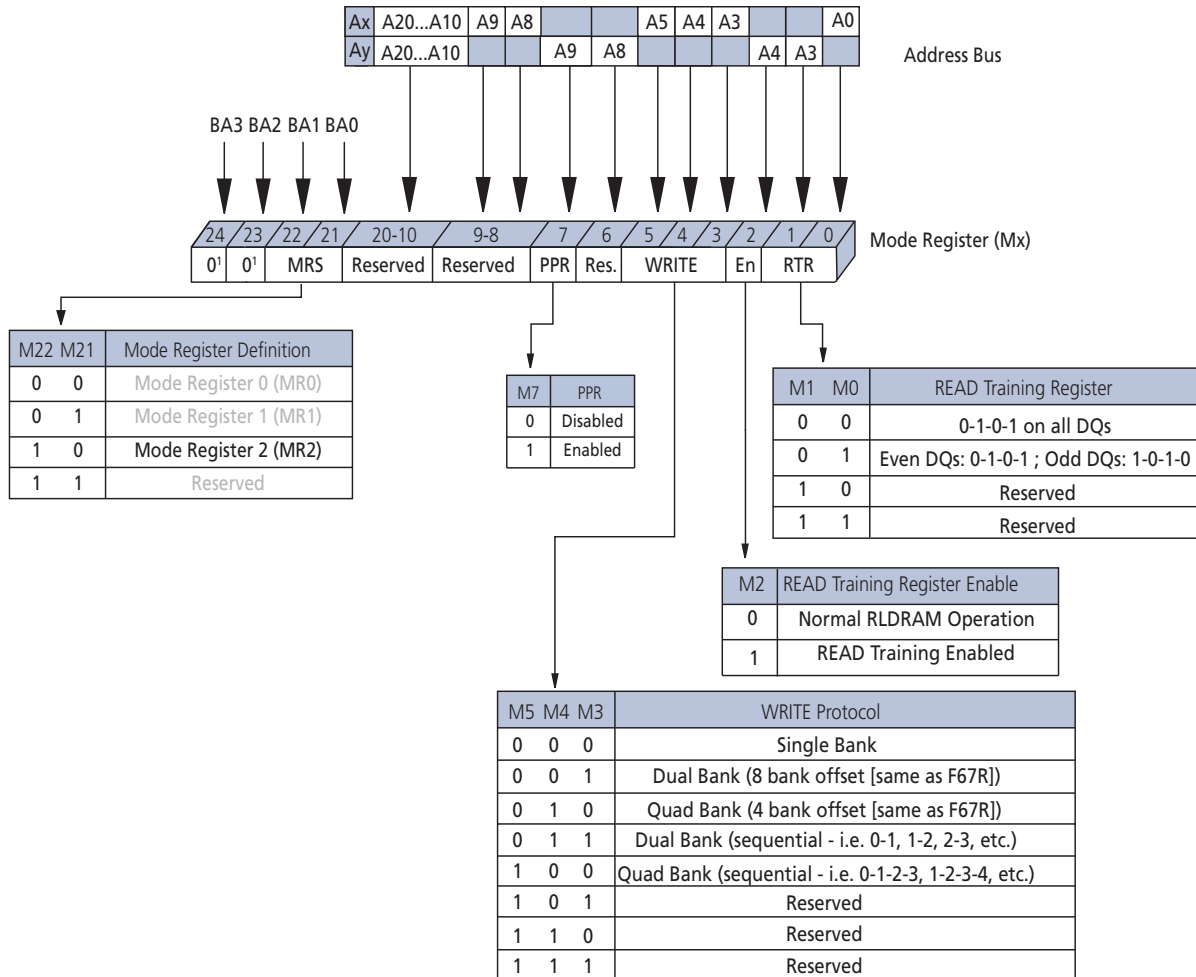 Ax A20...A10 A9 A8 A5 A4 A3 A0
Ay A20...A10 A9 A8 A4 A3
Address Bus
BA3 BA2 BA1 BA0
24 23 22 21 20-10 9-8 7 6 5 4 3 2 1 0
Mode Register (Mx)
0¹ 0¹ MRS Reserved Reserved PPR Res. WRITE En RTR
M22 M21 Mode Register Definition
0 0 Mode Register 0 (MR0)
0 1 Mode Register 1 (MR1)
1 0 Mode Register 2 (MR2)
1 1 Reserved
M7 PPR
0 Disabled
1 Enabled
M1 M0 READ Training Register
0 0 0-1-0-1 on all DQs
0 1 Even DQs: 0-1-0-1 ; Odd DQs: 1-0-1-0
1 0 Reserved
1 1 Reserved
M2 READ Training Register Enable
0 Normal RLDRAM Operation
1 READ Training Enabled
M5 M4 M3 WRITE Protocol
0 0 0 Single Bank
0 0 1 Dual Bank (8 bank offset [same as F67R])
0 1 0 Quad Bank (4 bank offset [same as F67R])
0 1 1 Dual Bank (sequential - i.e. 0-1, 1-2, 2-3, etc.)
1 0 0 Quad Bank (sequential - i.e. 0-1-2-3, 1-2-3-4, etc.)
1 0 1 Reserved
1 1 0 Reserved
1 1 1 Reserved